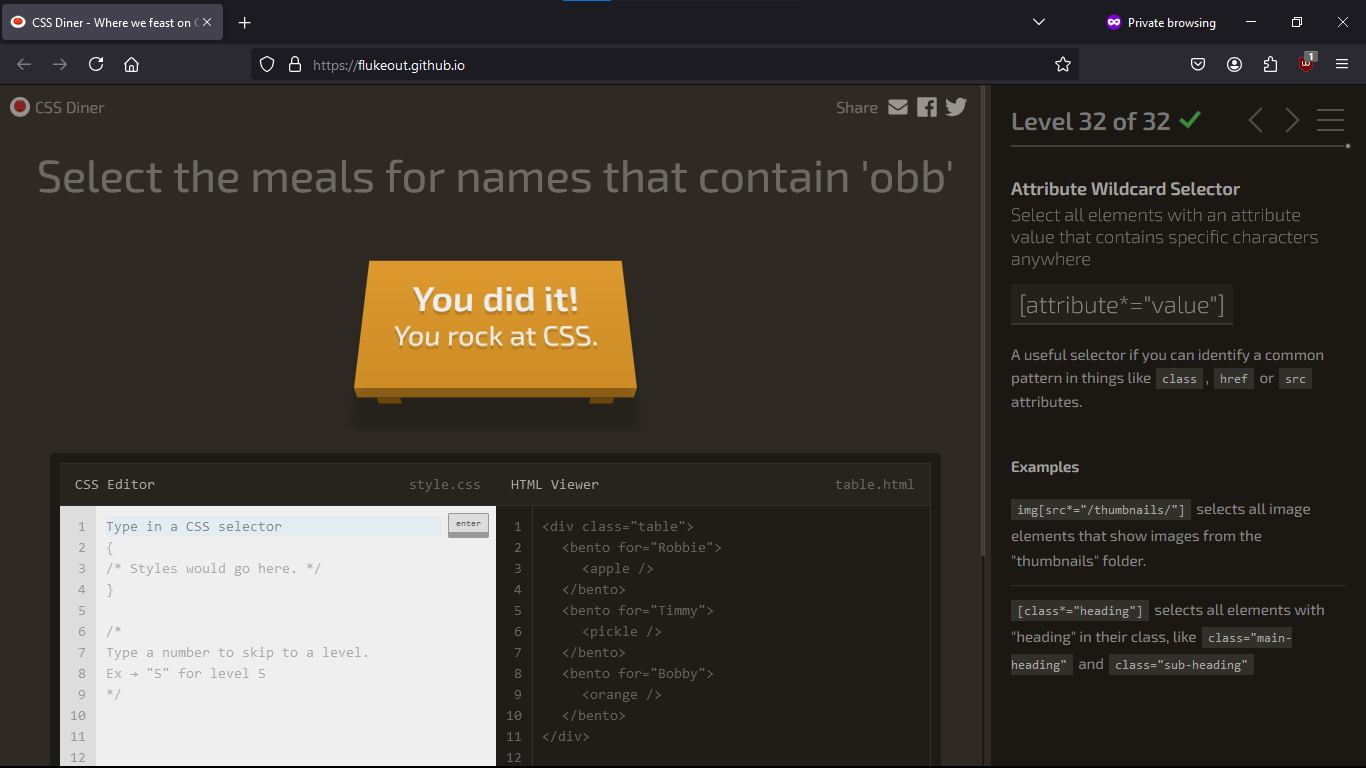 CSS Diner - Where we feast on
Private browsing
https://flukeout.github.io
1
CSS Diner
Share
Select the meals for names that contain 'obb'
You did it!
You rock at CSS.
CSS Editor style.css
1 Type in a CSS selector
enter
2 {
3 /* Styles would go here. */
4 }
5
6 /*
7 Type a number to skip to a level.
8 Ex → "5" for level 5
9 */
10
11
12
HTML Viewer table.html
1 <div class="table">
2 <bento for="Robbie">
3 <apple />
4 </bento>
5 <bento for="Timmy">
6 <pickle />
7 </bento>
8 <bento for="Bobby">
9 <orange />
10 </bento>
11 </div>
12
Level 32 of 32
Attribute Wildcard Selector
Select all elements with an attribute
value that contains specific characters
anywhere
[attribute*="value"]
A useful selector if you can identify a common
pattern in things like class , href or src
attributes.
Examples
img[src*="/thumbnails/"] selects all image
elements that show images from the
"thumbnails" folder.
[class*="heading"] selects all elements with
"heading" in their class, like class="main-
heading" and class="sub-heading"